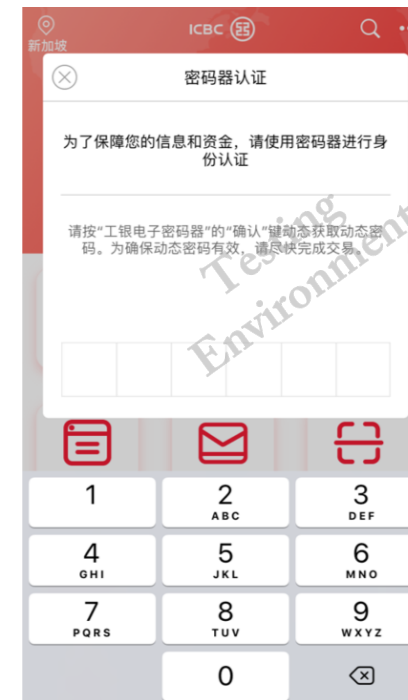 ICBC
新加坡
密码器认证
为了保障您的信息和资金，请使用密码器进行身
份认证
请按“工银电子密码器”的“确认”键动态获取动态密
码。为确保动态密码有效，请尽快完成交易。
Testing
Environment
1
2
ABC
3
DEF
4
GHI
5
JKL
6
MNO
7
PQRS
8
TUV
9
WXYZ
0